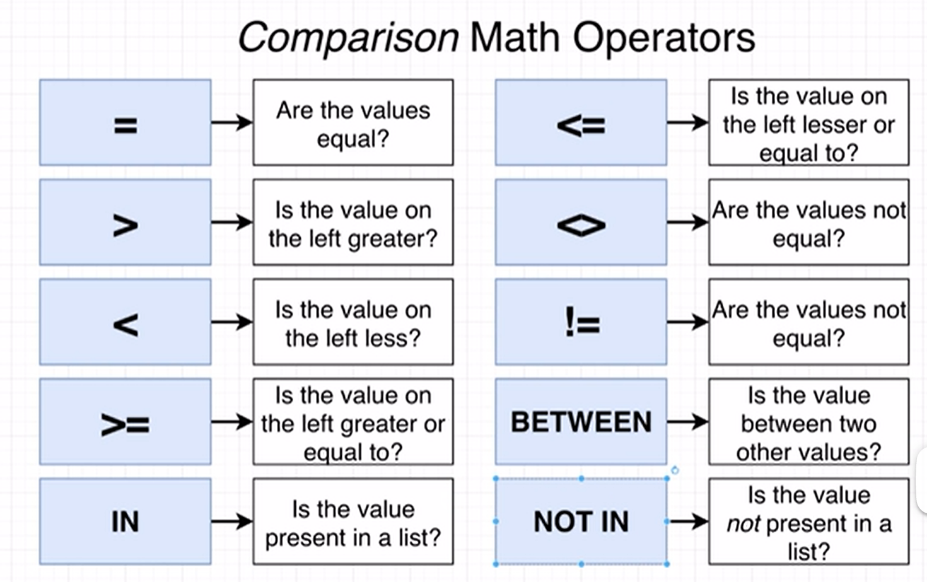 Comparison Math Operators
=
Are the values
equal?
<=
Is the value on
the left lesser or
equal to?
>
Is the value on
the left greater?
<>
Are the values not
equal?
<
Is the value on
the left less?
!=
Are the values not
equal?
>=
Is the value on
the left greater or
equal to?
BETWEEN
Is the value
between two
other values?
IN
Is the value
present in a list?
NOT IN
Is the value
not present in a
list?